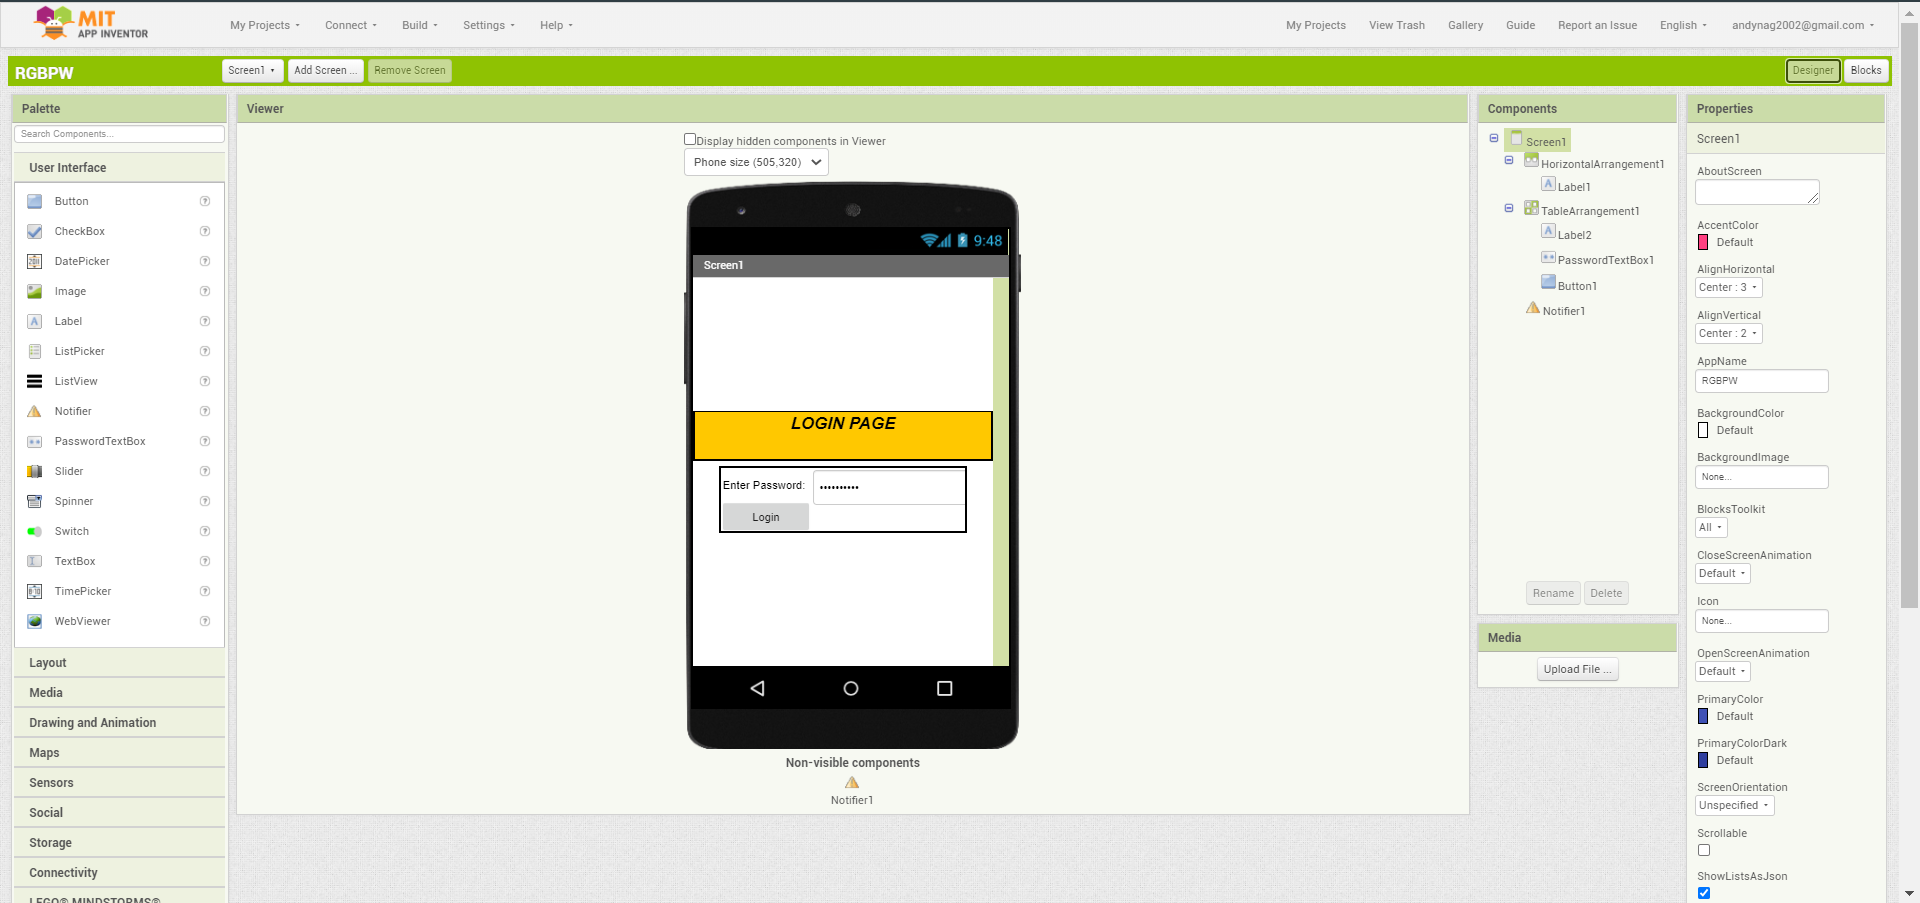 MIT
APP INVENTOR
My Projects
Connect
Build
Settings
Help
My Projects
View Trash
Gallery
Guide
Report an Issue
English
andynag2002@gmail.com
RGBPW
Screen1
Add Screen ...
Remove Screen
Designer
Blocks
Palette
Search Components...
User Interface
Button
CheckBox
DatePicker
Image
Label
ListPicker
ListView
Notifier
PasswordTextBox
Slider
Spinner
Switch
TextBox
TimePicker
WebViewer
Layout
Media
Drawing and Animation
Maps
Sensors
Social
Storage
Connectivity
LEGO® MINDSTORMS®
Viewer
Display hidden components in Viewer
Phone size (505,320)
9:48
Screen1
LOGIN PAGE
Enter Password:
••••••••••
Login
Non-visible components
Notifier1
Components
Screen1
HorizontalArrangement1
Label1
TableArrangement1
Label2
PasswordTextBox1
Button1
Notifier1
Rename
Delete
Media
Upload File ...
Properties
Screen1
AboutScreen
AccentColor
Default
AlignHorizontal
Center : 3
AlignVertical
Center : 2
AppName
RGBPW
BackgroundColor
Default
BackgroundImage
None...
BlocksToolkit
All
CloseScreenAnimation
Default
Icon
None...
OpenScreenAnimation
Default
PrimaryColor
Default
PrimaryColorDark
Default
ScreenOrientation
Unspecified
Scrollable
ShowListsAsJson